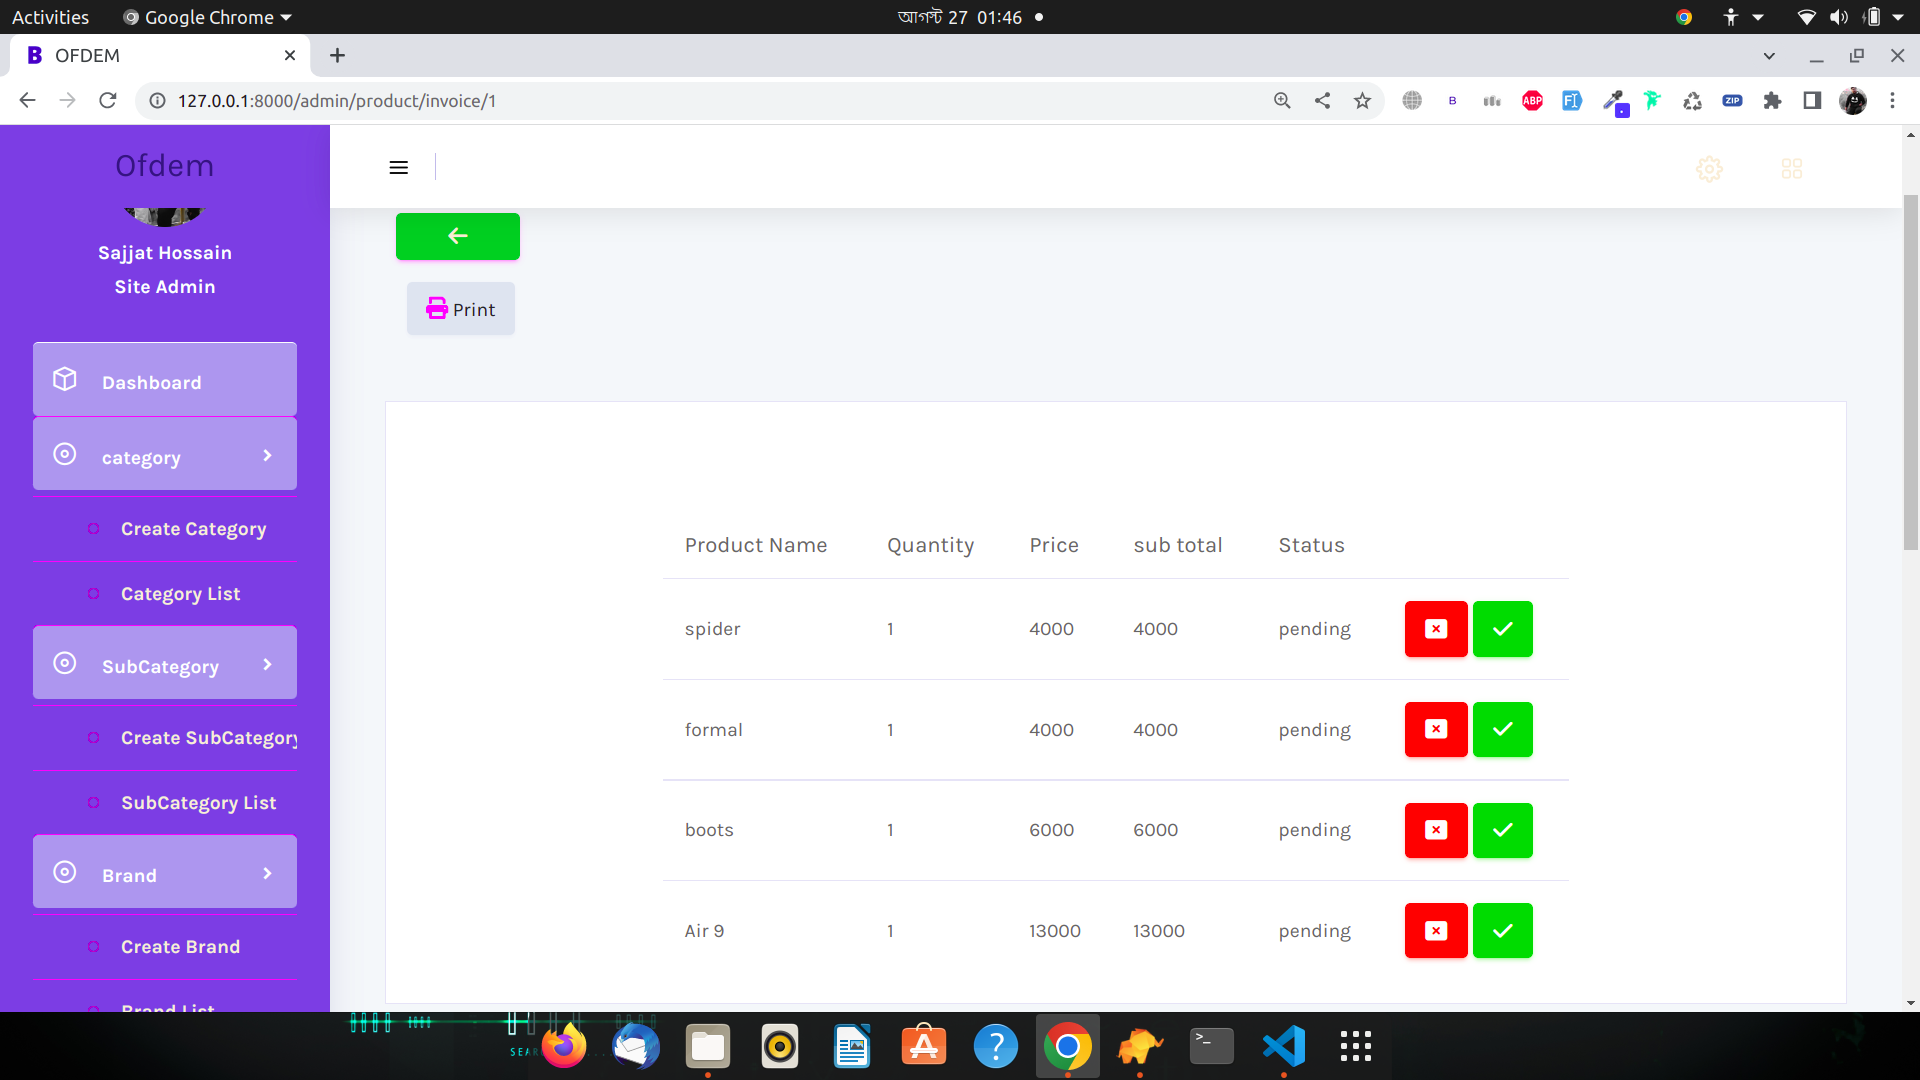 Activities Google Chrome আগস্ট 27 01:46
OFDEM
127.0.0.1:8000/admin/product/invoice/1
B ABP ZIP
Ofdem
Sajjat Hossain
Site Admin
Dashboard
category
Create Category
Category List
SubCategory
Create SubCategory
SubCategory List
Brand
Create Brand
Brand List
Print
Product Name Quantity Price sub total Status
spider 1 4000 4000 pending
formal 1 4000 4000 pending
boots 1 6000 6000 pending
Air 9 1 13000 13000 pending